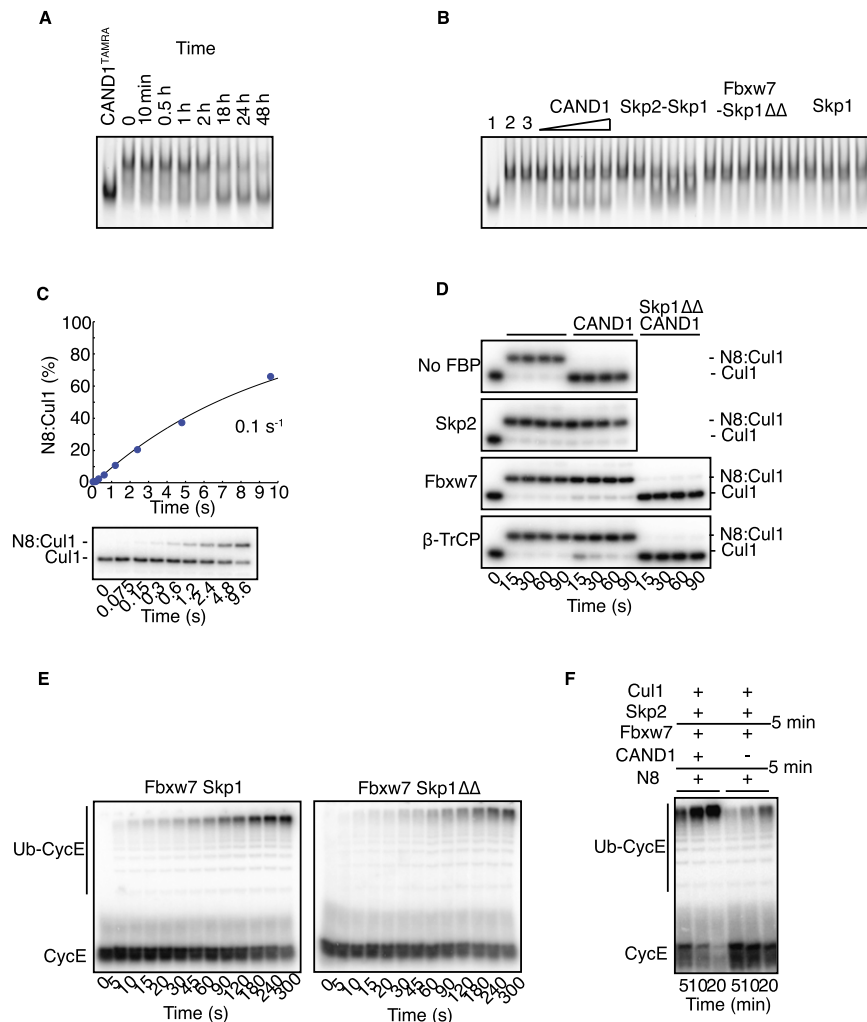 A
CAND1TAMRA
Time
0
10 min
0.5 h
1 h
2 h
18 h
24 h
48 h
B
1 2 3
CAND1
Skp2-Skp1
Fbxw7
-Skp1ΔΔ
Skp1
C
N8:Cul1 (%)
100
80
60
40
20
0
0.1 s-1
0 1 2 3 4 5 6 7 8 9 10
Time (s)
N8:Cul1 -
Cul1-
0 0.075 0.15 0.3 0.6 1.2 2.4 4.8 9.6
Time (s)
D
Skp1ΔΔ
CAND1 CAND1
No FBP
- N8:Cul1
- Cul1
Skp2
- N8:Cul1
- Cul1
Fbxw7
- N8:Cul1
- Cul1
β-TrCP
- N8:Cul1
- Cul1
0 15 30 60 90 15 30 60 90 15 30 60 90
Time (s)
E
Fbxw7 Skp1
Fbxw7 Skp1ΔΔ
Ub-CycE
CycE
0 5 10 15 20 30 45 60 90 120 180 240 300
Time (s)
0 5 10 15 20 30 45 60 90 120 180 240 300
Time (s)
F
Cul1 + +
Skp2 + +
5 min
Fbxw7 + +
CAND1 + -
5 min
N8 + +
Ub-CycE
CycE
5 10 20 5 10 20
Time (min)